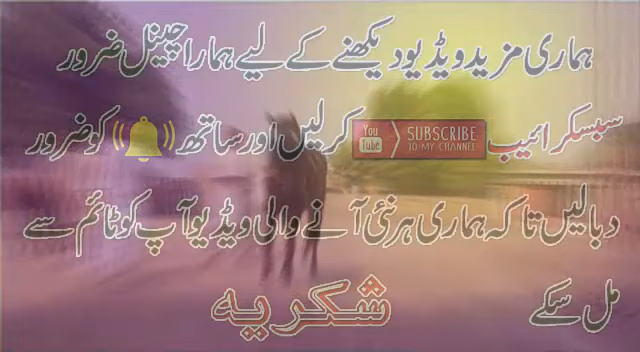 ہماری مزید ویڈیو دیکھنے کے لیے ہمارا چینل ضرور
سبسکرائیب You Tube SUBSCRIBE TO MY CHANNEL کرلیں اور ساتھ کو ضرور
دبالیں تاکہ ہماری ہر نئی آنے والی ویڈیو آپ کو ٹائم سے
مل سکے شکریہ